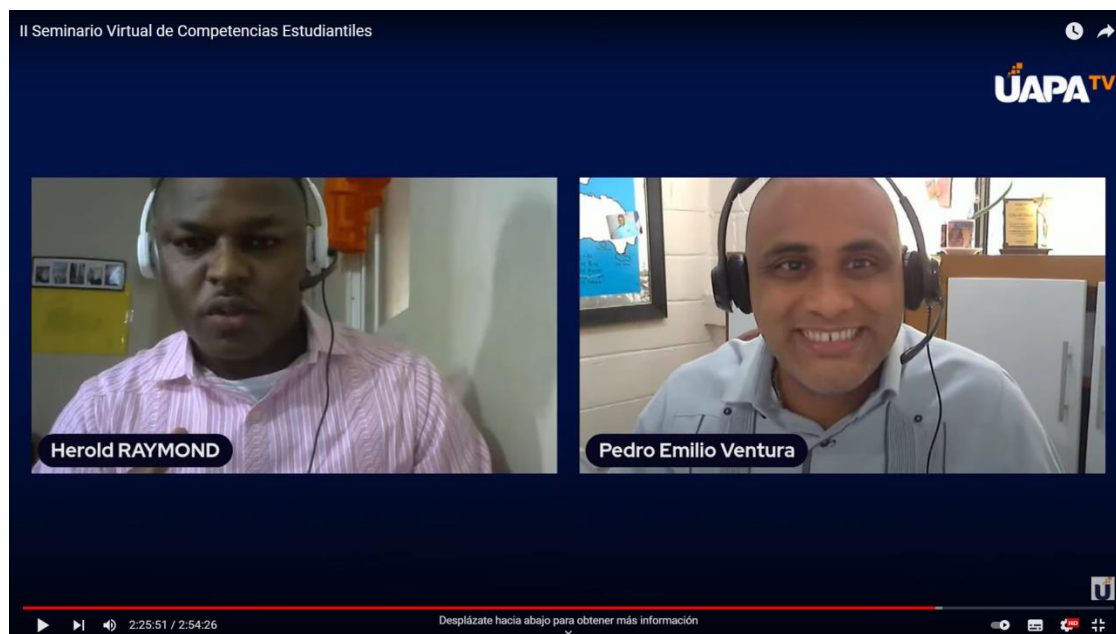 II Seminario Virtual de Competencias Estudiantiles
UAPA TV
Herold RAYMOND
Pedro Emilio Ventura
2:25:51 / 2:54:26
Desplázate hacia abajo para obtener más información
HD